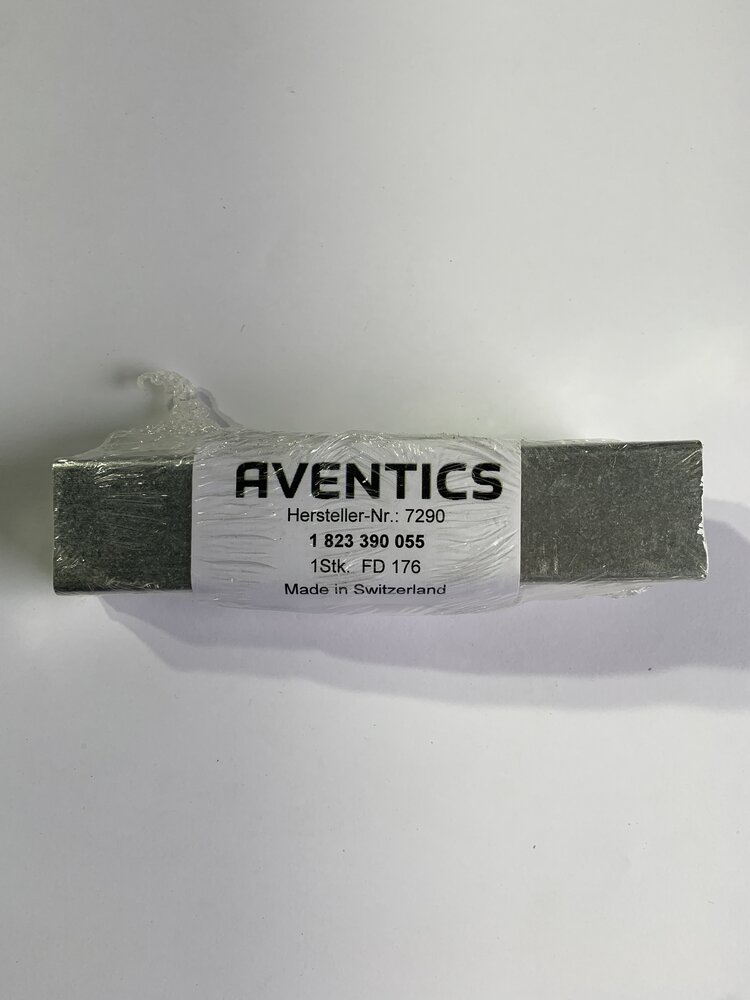 AVENTICS
Hersteller-Nr.: 7290
1 823 390 055
1Stk. FD 176
Made in Switzerland